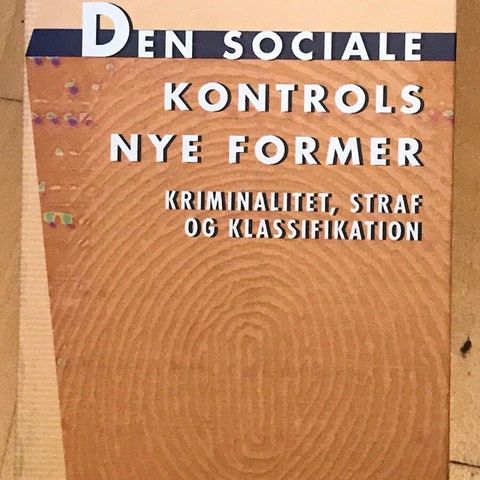 DEN SOCIALE
KONTROLS
NYE FORMER
KRIMINALITET, STRAF
OG KLASSIFIKATION